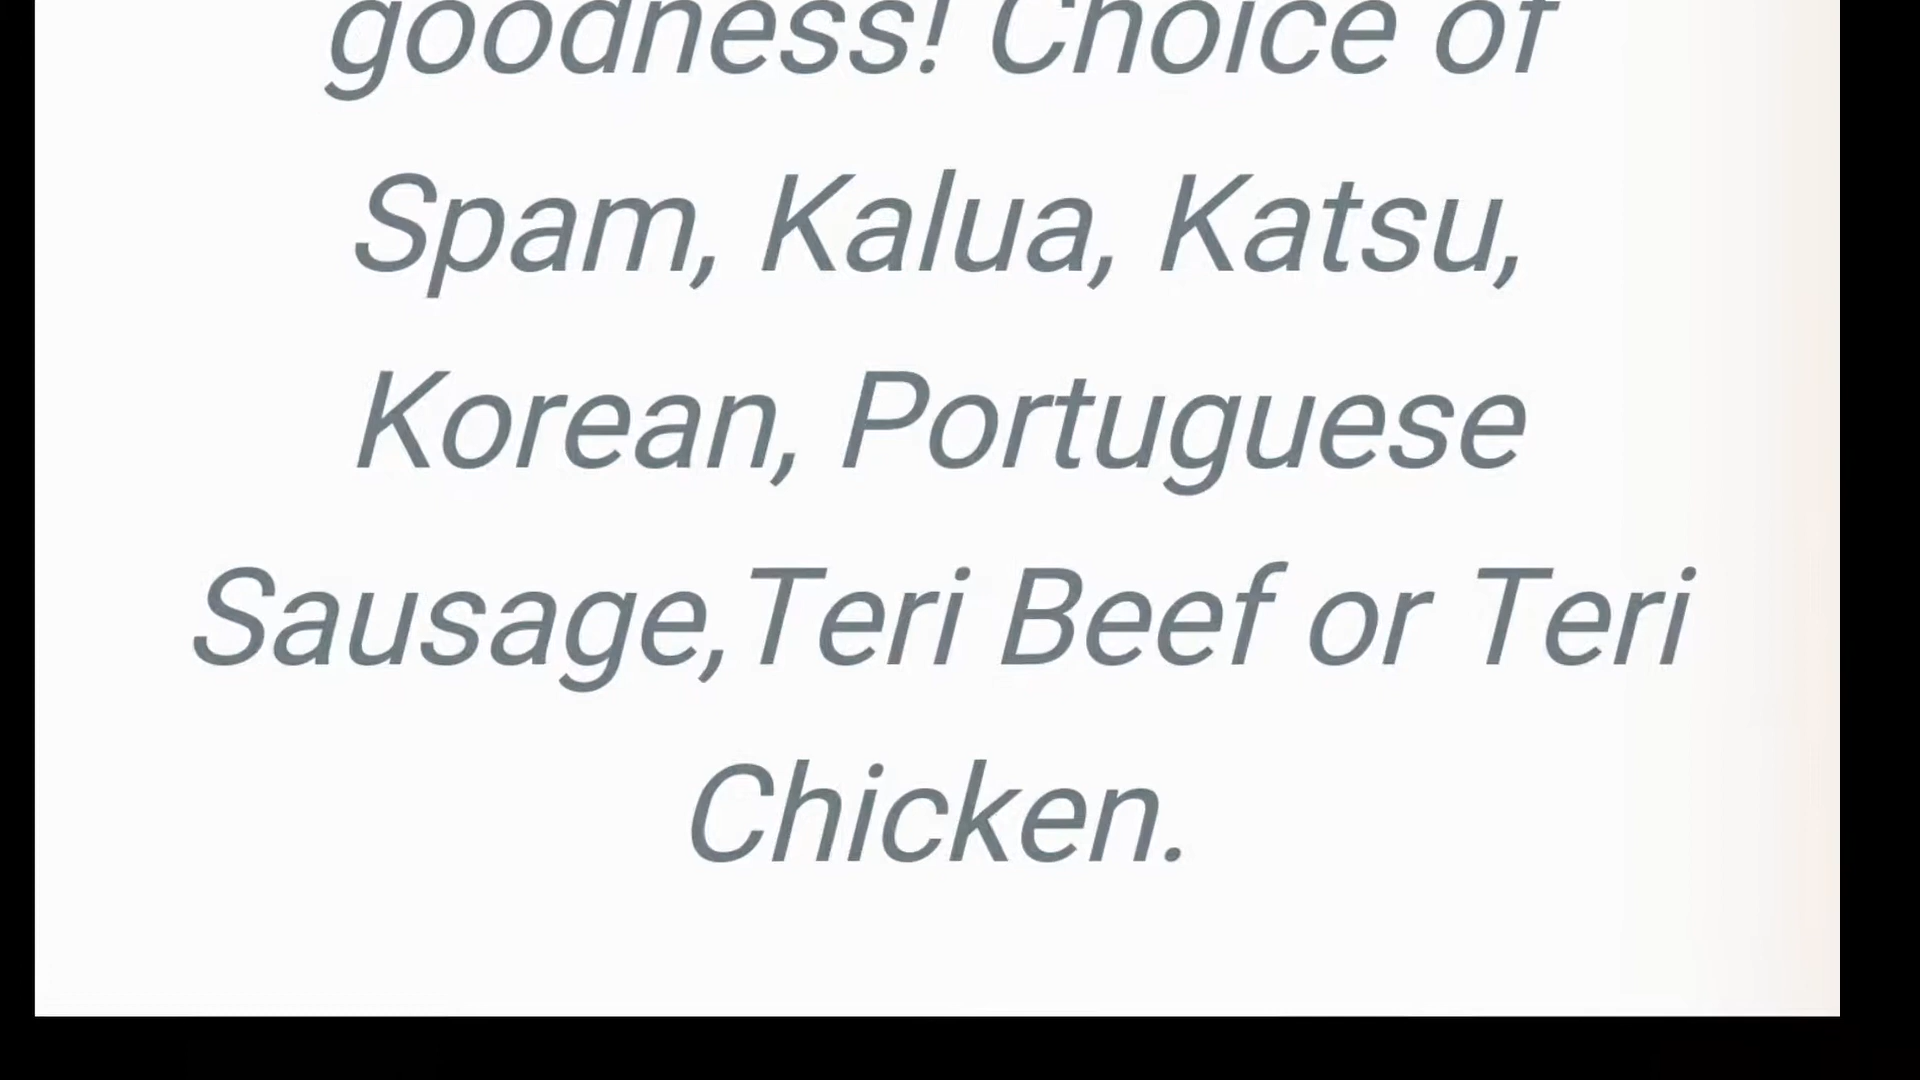 goodness! Choice of
Spam, Kalua, Katsu,
Korean, Portuguese
Sausage,Teri Beef or Teri
Chicken.